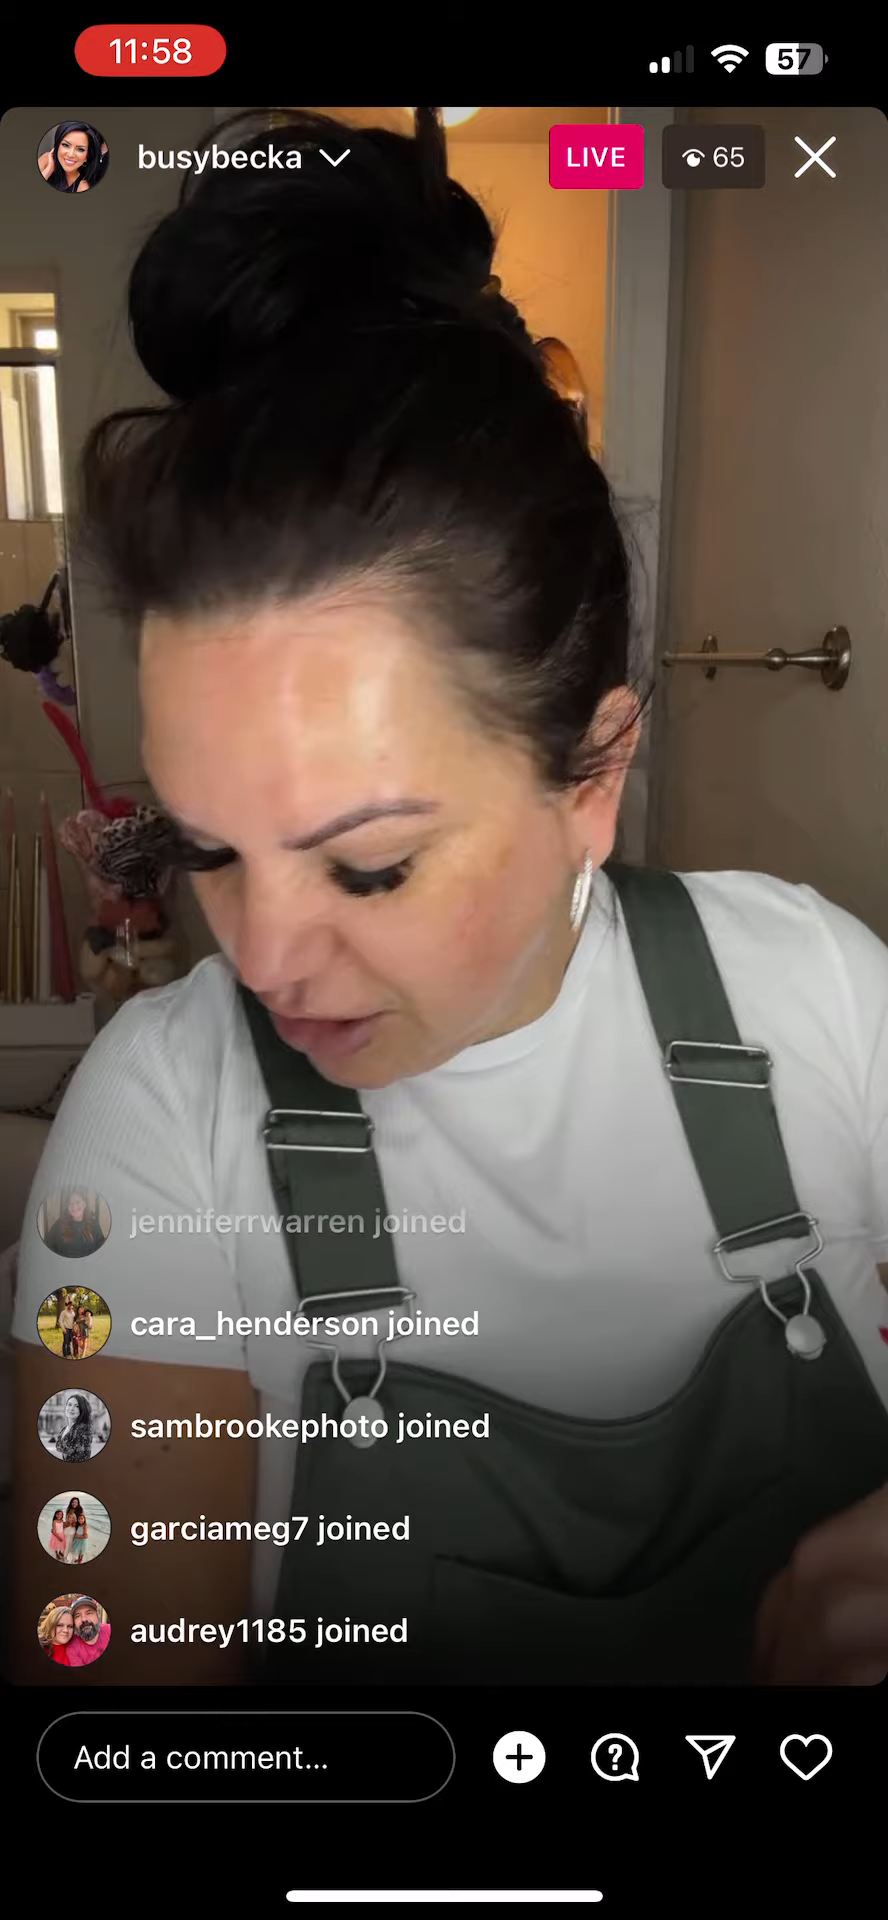 11:58
57
busybecka
LIVE
65
jenniferrwarren joined
cara_henderson joined
sambrookephoto joined
garciameg7 joined
audrey1185 joined
Add a comment...